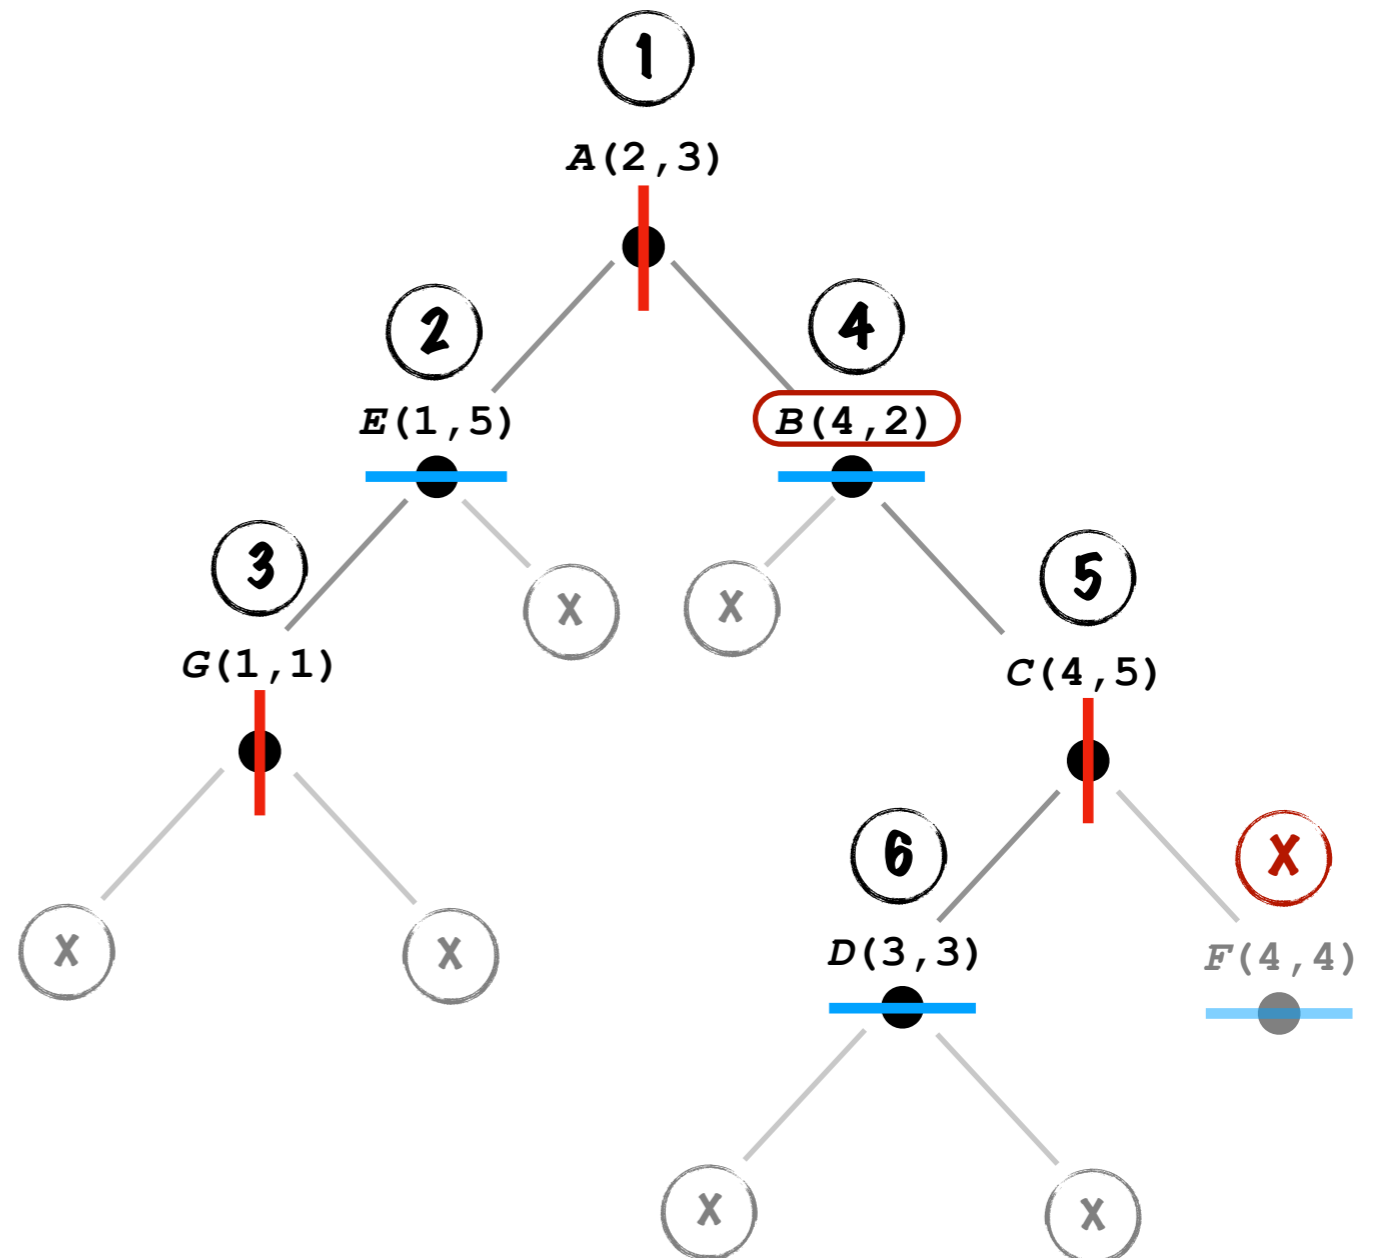 1
A(2,3)
2
4
E(1,5)
B(4,2)
3
X
X
5
G(1,1)
C(4,5)
6
X
X
X
D(3,3)
F(4,4)
X
X